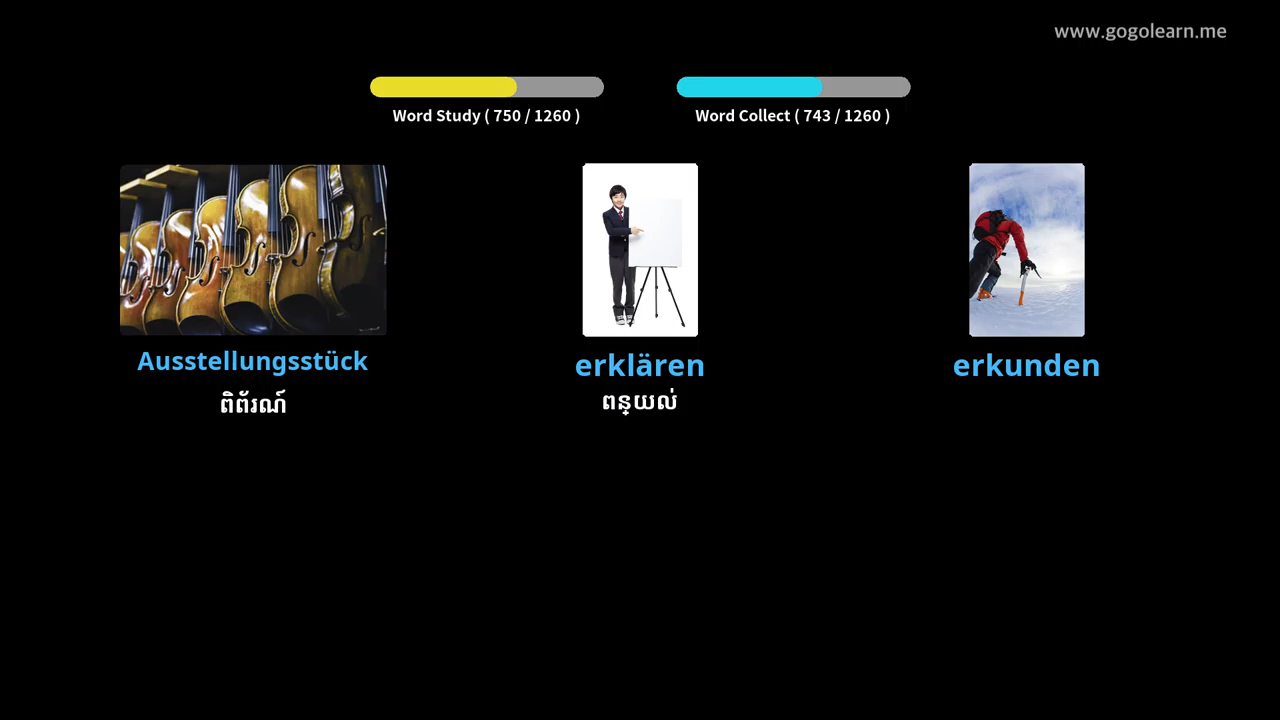 www.gogolearn.me
Word Study ( 750 / 1260 )
Word Collect ( 743 / 1260 )
Ausstellungsstück
erklären
erkunden
ពិព័រណ៍
ពន្យល់